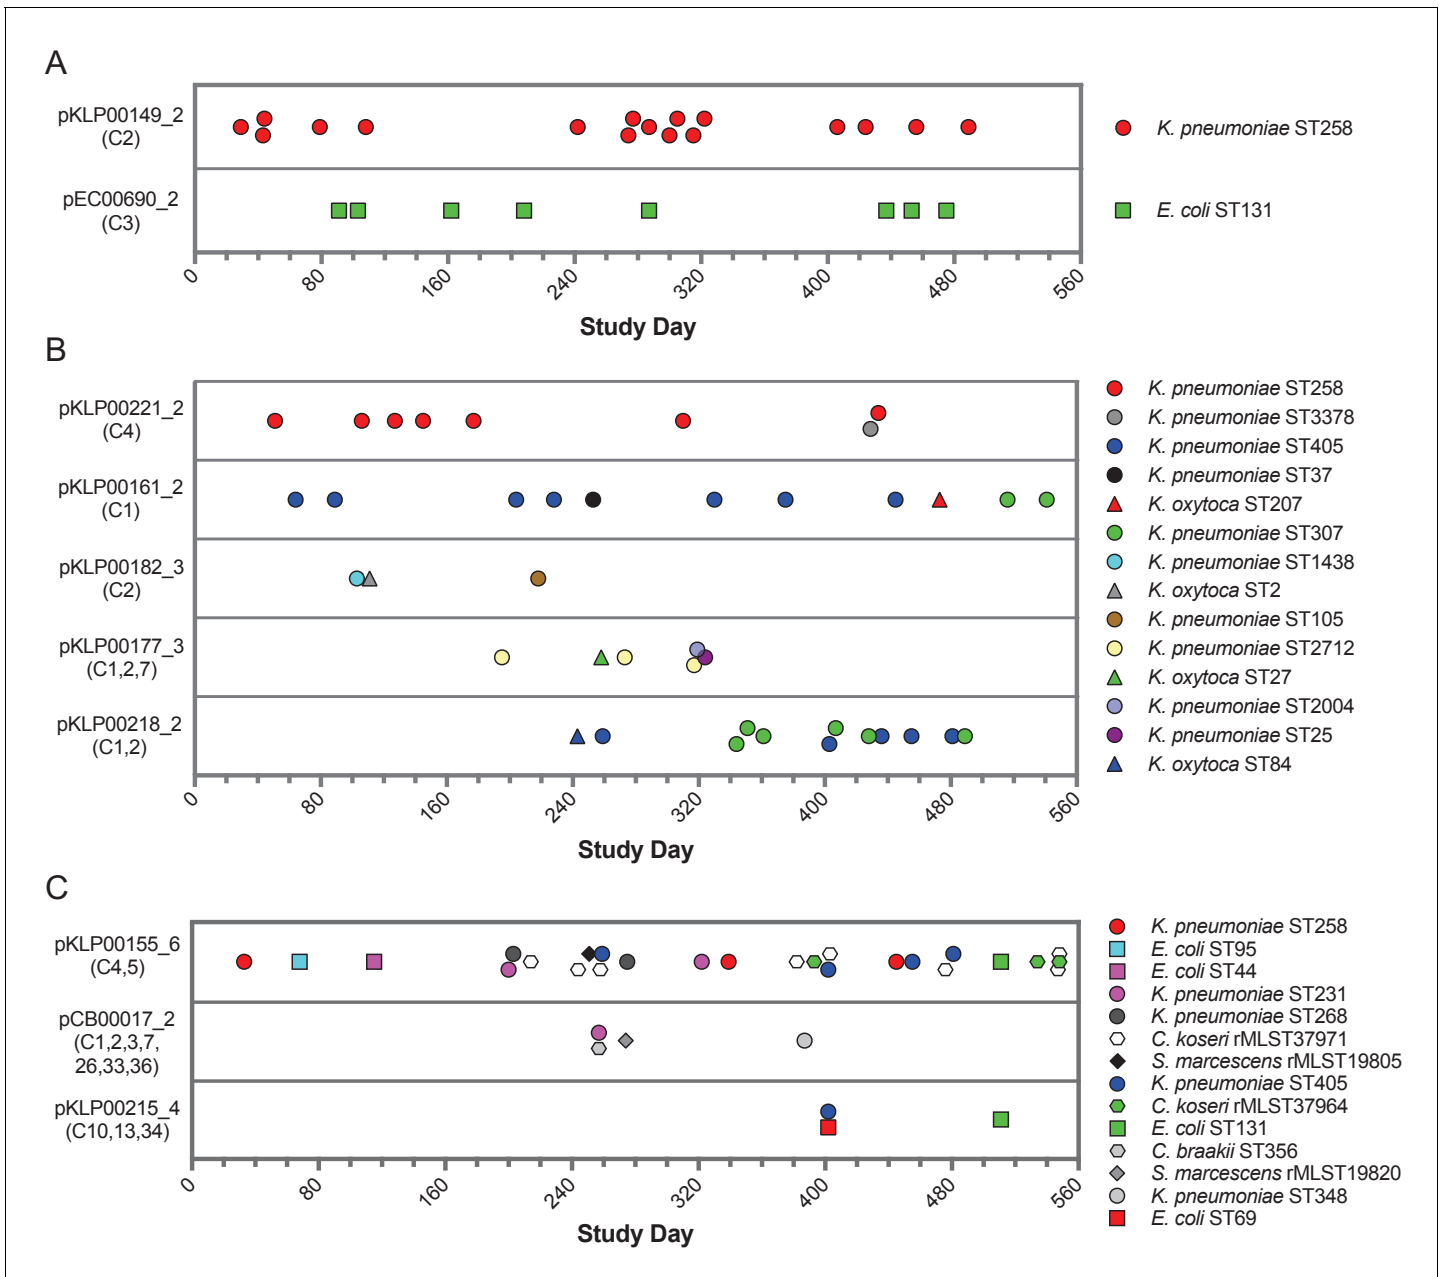 A
pKLP00149_2
(C2)
pEC00690_2
(C3)
K. pneumoniae ST258
E. coli ST131
0 80 160 240 320 400 480 560
Study Day
B
pKLP00221_2
(C4)
pKLP00161_2
(C1)
pKLP00182_3
(C2)
pKLP00177_3
(C1,2,7)
pKLP00218_2
(C1,2)
K. pneumoniae ST258
K. pneumoniae ST3378
K. pneumoniae ST405
K. pneumoniae ST37
K. oxytoca ST207
K. pneumoniae ST307
K. pneumoniae ST1438
K. oxytoca ST2
K. pneumoniae ST105
K. pneumoniae ST2712
K. oxytoca ST27
K. pneumoniae ST2004
K. pneumoniae ST25
K. oxytoca ST84
0 80 160 240 320 400 480 560
Study Day
C
pKLP00155_6
(C4,5)
pCB00017_2
(C1,2,3,7,
26,33,36)
pKLP00215_4
(C10,13,34)
K. pneumoniae ST258
E. coli ST95
E. coli ST44
K. pneumoniae ST231
K. pneumoniae ST268
C. koseri rMLST37971
S. marcescens rMLST19805
K. pneumoniae ST405
C. koseri rMLST37964
E. coli ST131
C. braakii ST356
S. marcescens rMLST19820
K. pneumoniae ST348
E. coli ST69
0 80 160 240 320 400 480 560
Study Day